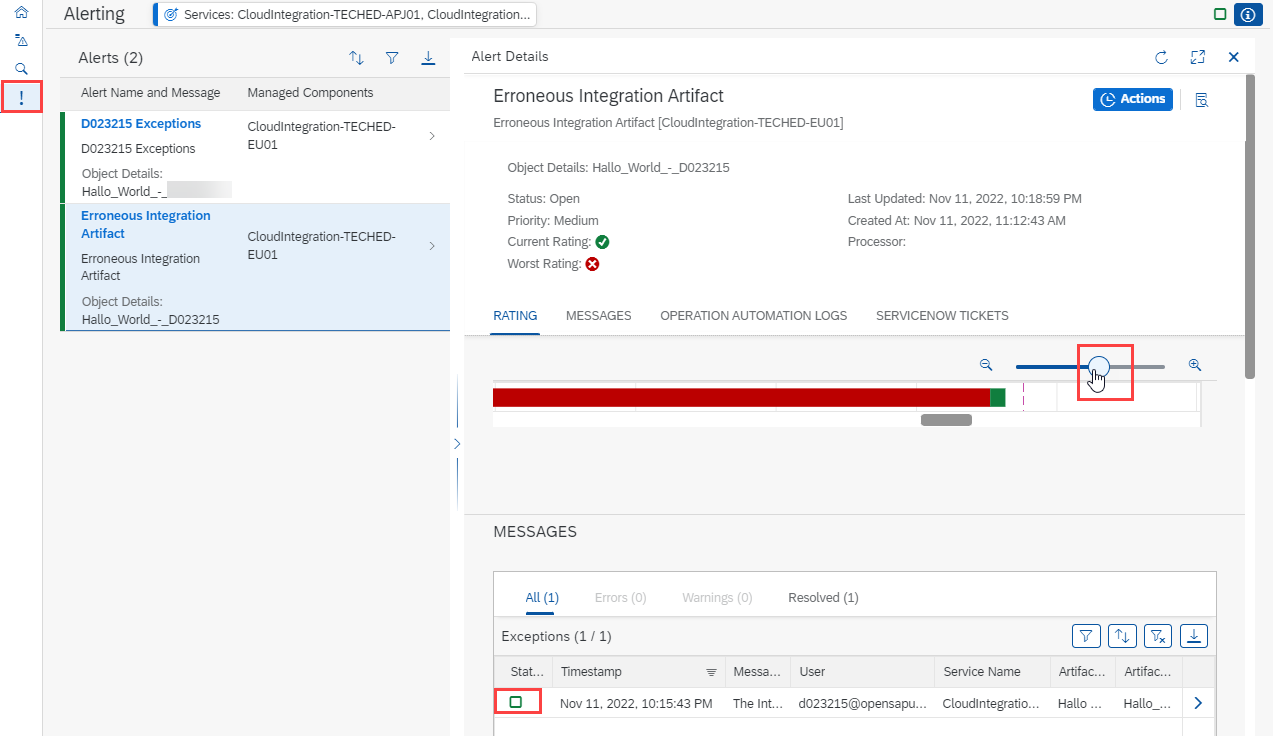 Alerting
Services: CloudIntegration-TECHED-APJ01, CloudIntegration...
Alerts (2)
Alert Name and Message
Managed Components
D023215 Exceptions
D023215 Exceptions
Object Details:
Hallo_World_-_
CloudIntegration-TECHED-
EU01
Erroneous Integration
Artifact
Erroneous Integration
Artifact
Object Details:
Hallo_World_-_D023215
CloudIntegration-TECHED-
EU01
Alert Details
Erroneous Integration Artifact
Actions
Erroneous Integration Artifact [CloudIntegration-TECHED-EU01]
Object Details: Hallo_World_-_D023215
Status: Open
Priority: Medium
Current Rating:
Worst Rating:
Last Updated: Nov 11, 2022, 10:18:59 PM
Created At: Nov 11, 2022, 11:12:43 AM
Processor:
RATING MESSAGES OPERATION AUTOMATION LOGS SERVICENOW TICKETS
MESSAGES
All (1) Errors (0) Warnings (0) Resolved (1)
Exceptions (1 / 1)
Stat... Timestamp Messa... User Service Name Artifac... Artifac...
Nov 11, 2022, 10:15:43 PM The Int... d023215@opensapu... CloudIntegratio... Hallo ... Hallo_...